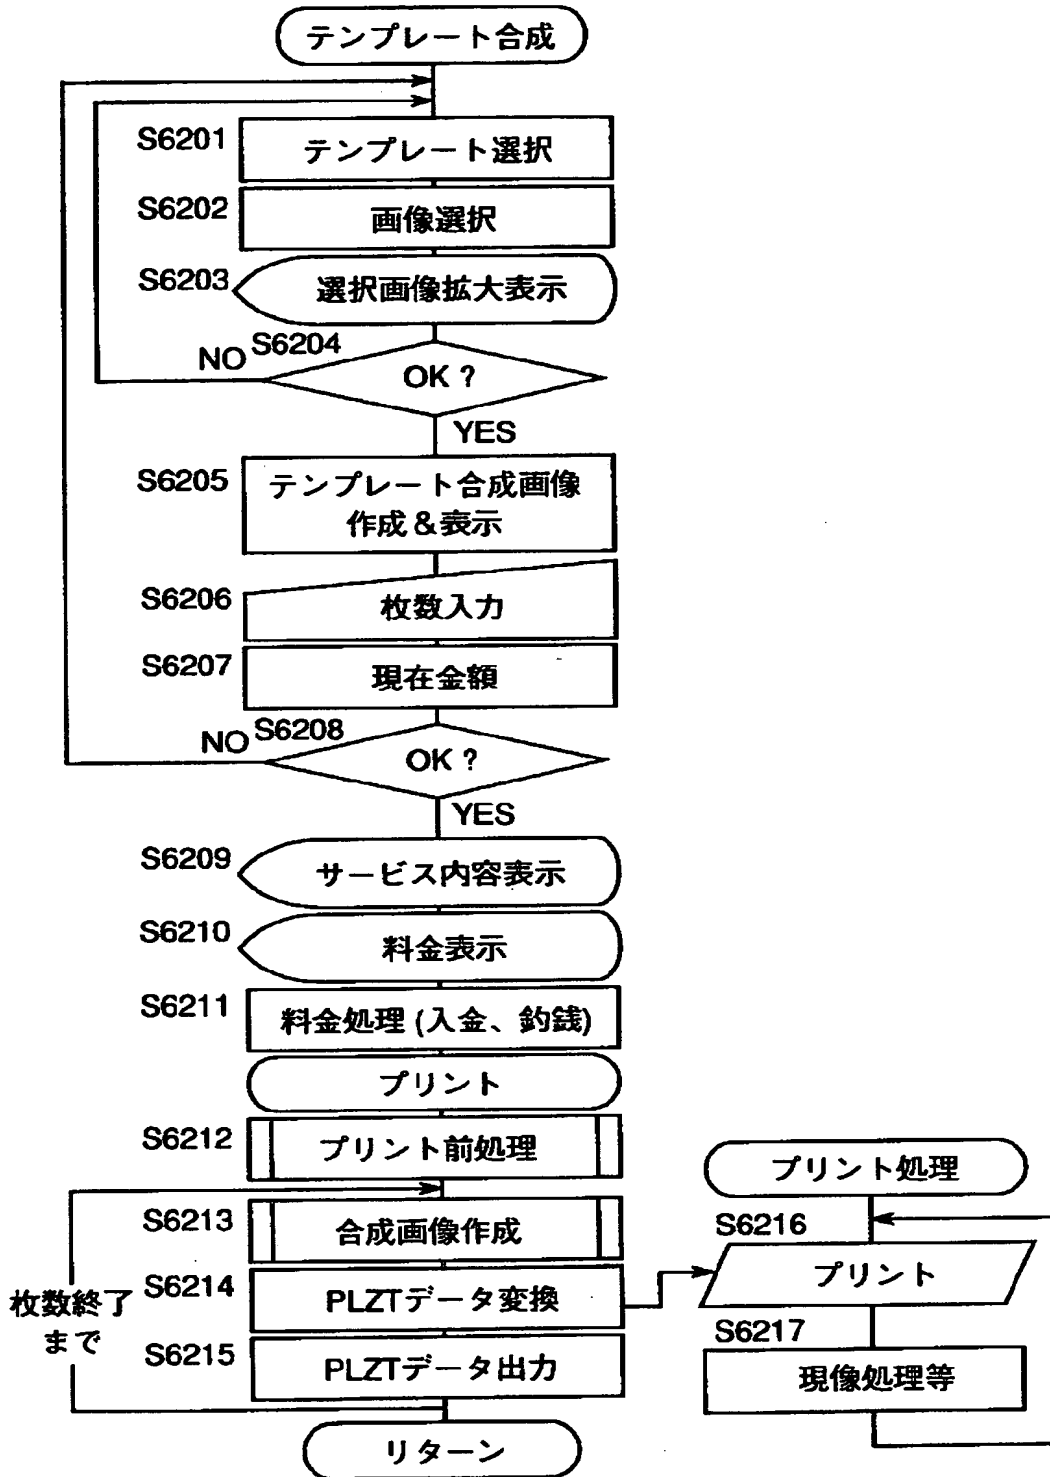 テンプレート合成
S6201
テンプレート選択
S6202
画像選択
S6203
選択画像拡大表示
S6204
NO
OK ?
YES
S6205
テンプレート合成画像
作成&表示
S6206
枚数入力
S6207
現在金額
S6208
NO
OK ?
YES
S6209
サービス内容表示
S6210
料金表示
S6211
料金処理 (入金、釣銭)
プリント
S6212
プリント前処理
S6213
合成画像作成
S6214
PLZTデータ変換
枚数終了
まで
S6215
PLZTデータ出力
リターン
プリント処理
S6216
プリント
S6217
現像処理等